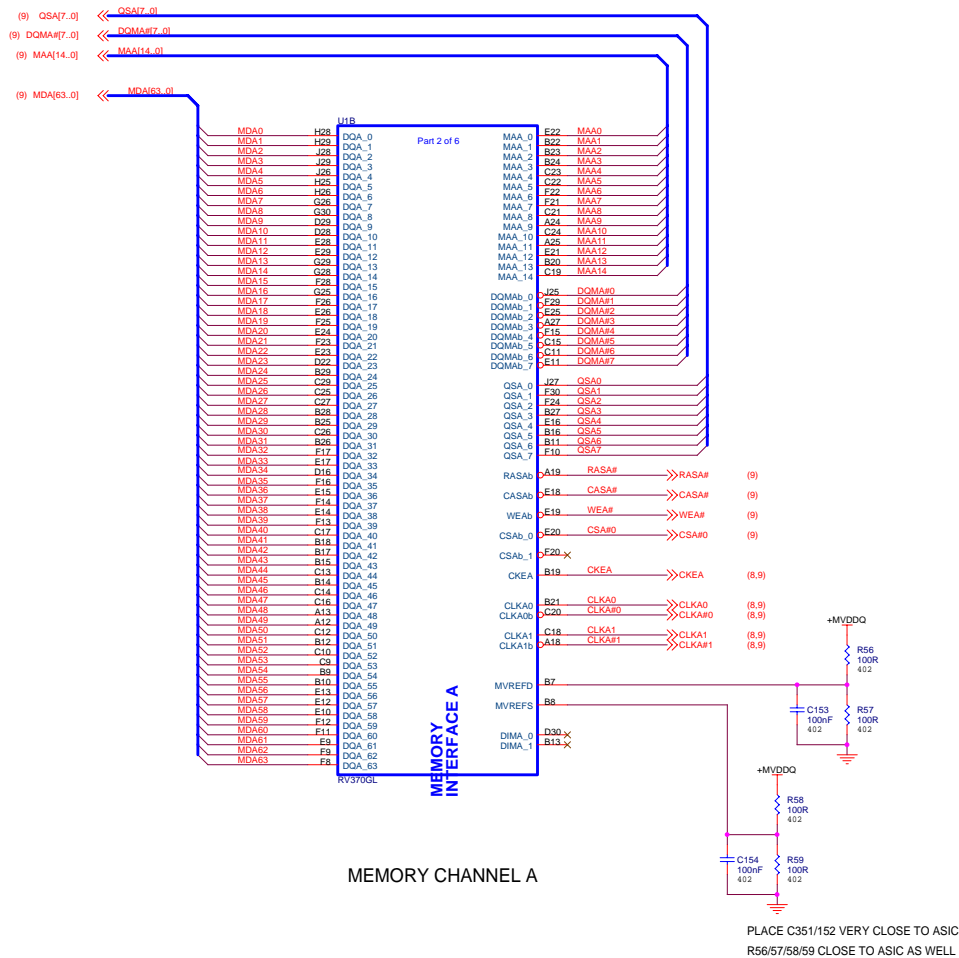 (9) QSA[7..0] QSA[7..0]
(9) DQMA#[7..0] DQMA#[7..0]
(9) MAA[14..0] MAA[14..0]
(9) MDA[63..0] MDA[63..0]
U1B
Part 2 of 6
MDA0 H28 DQA_0
MDA1 H29 DQA_1
MDA2 J28 DQA_2
MDA3 J29 DQA_3
MDA4 J26 DQA_4
MDA5 H25 DQA_5
MDA6 H26 DQA_6
MDA7 G26 DQA_7
MDA8 G30 DQA_8
MDA9 D29 DQA_9
MDA10 D28 DQA_10
MDA11 E28 DQA_11
MDA12 E29 DQA_12
MDA13 G29 DQA_13
MDA14 G28 DQA_14
MDA15 F28 DQA_15
MDA16 G25 DQA_16
MDA17 F26 DQA_17
MDA18 E26 DQA_18
MDA19 F25 DQA_19
MDA20 E24 DQA_20
MDA21 F23 DQA_21
MDA22 E23 DQA_22
MDA23 D22 DQA_23
MDA24 B29 DQA_24
MDA25 C29 DQA_25
MDA26 C25 DQA_26
MDA27 C27 DQA_27
MDA28 B28 DQA_28
MDA29 B25 DQA_29
MDA30 C26 DQA_30
MDA31 B26 DQA_31
MDA32 F17 DQA_32
MDA33 E17 DQA_33
MDA34 D16 DQA_34
MDA35 F16 DQA_35
MDA36 E15 DQA_36
MDA37 F14 DQA_37
MDA38 E14 DQA_38
MDA39 F13 DQA_39
MDA40 C17 DQA_40
MDA41 B18 DQA_41
MDA42 B17 DQA_42
MDA43 B15 DQA_43
MDA44 C13 DQA_44
MDA45 B14 DQA_45
MDA46 C14 DQA_46
MDA47 C16 DQA_47
MDA48 A13 DQA_48
MDA49 A12 DQA_49
MDA50 C12 DQA_50
MDA51 B12 DQA_51
MDA52 C10 DQA_52
MDA53 C9 DQA_53
MDA54 B9 DQA_54
MDA55 B10 DQA_55
MDA56 E13 DQA_56
MDA57 E12 DQA_57
MDA58 E10 DQA_58
MDA59 F12 DQA_59
MDA60 F11 DQA_60
MDA61 E9 DQA_61
MDA62 F9 DQA_62
MDA63 F8 DQA_63
RV370GL
MEMORY
INTERFACE A
MAA_0 E22 MAA0
MAA_1 B22 MAA1
MAA_2 B23 MAA2
MAA_3 B24 MAA3
MAA_4 C23 MAA4
MAA_5 C22 MAA5
MAA_6 F22 MAA6
MAA_7 F21 MAA7
MAA_8 C21 MAA8
MAA_9 A24 MAA9
MAA_10 C24 MAA10
MAA_11 A25 MAA11
MAA_12 E21 MAA12
MAA_13 B20 MAA13
MAA_14 C19 MAA14
DQMAb_0 J25 DQMA#0
DQMAb_1 F29 DQMA#1
DQMAb_2 E25 DQMA#2
DQMAb_3 A27 DQMA#3
DQMAb_4 F15 DQMA#4
DQMAb_5 C15 DQMA#5
DQMAb_6 C11 DQMA#6
DQMAb_7 E11 DQMA#7
QSA_0 J27 QSA0
QSA_1 F30 QSA1
QSA_2 F24 QSA2
QSA_3 B27 QSA3
QSA_4 E16 QSA4
QSA_5 B16 QSA5
QSA_6 B11 QSA6
QSA_7 F10 QSA7
RASAb A19 RASA# RASA# (9)
CASAb E18 CASA# CASA# (9)
WEAb E19 WEA# WEA# (9)
CSAb_0 E20 CSA#0 CSA#0 (9)
CSAb_1 F20
CKEA B19 CKEA CKEA (8,9)
CLKA0 B21 CLKA0 CLKA0 (8,9)
CLKA0b C20 CLKA#0 CLKA#0 (8,9)
CLKA1 C18 CLKA1 CLKA1 (8,9)
CLKA1b A18 CLKA#1 CLKA#1 (8,9)
MVREFD B7
MVREFS B8
DIMA_0 D30
DIMA_1 B13
+MVDDQ
R56
100R
402
C153
100nF
402
R57
100R
402
+MVDDQ
R58
100R
402
C154
100nF
402
R59
100R
402
MEMORY CHANNEL A
PLACE C351/152 VERY CLOSE TO ASIC
R56/57/58/59 CLOSE TO ASIC AS WELL